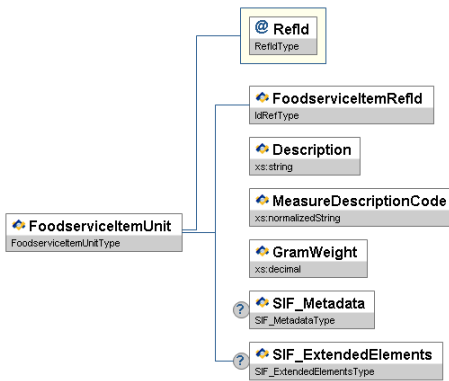 @ RefId
RefIdType
FoodserviceItemRefId
IdRefType
Description
xs:string
MeasureDescriptionCode
xs:normalizedString
FoodserviceItemUnit
FoodserviceItemUnitType
GramWeight
xs:decimal
? SIF_Metadata
SIF_MetadataType
? SIF_ExtendedElements
SIF_ExtendedElementsType